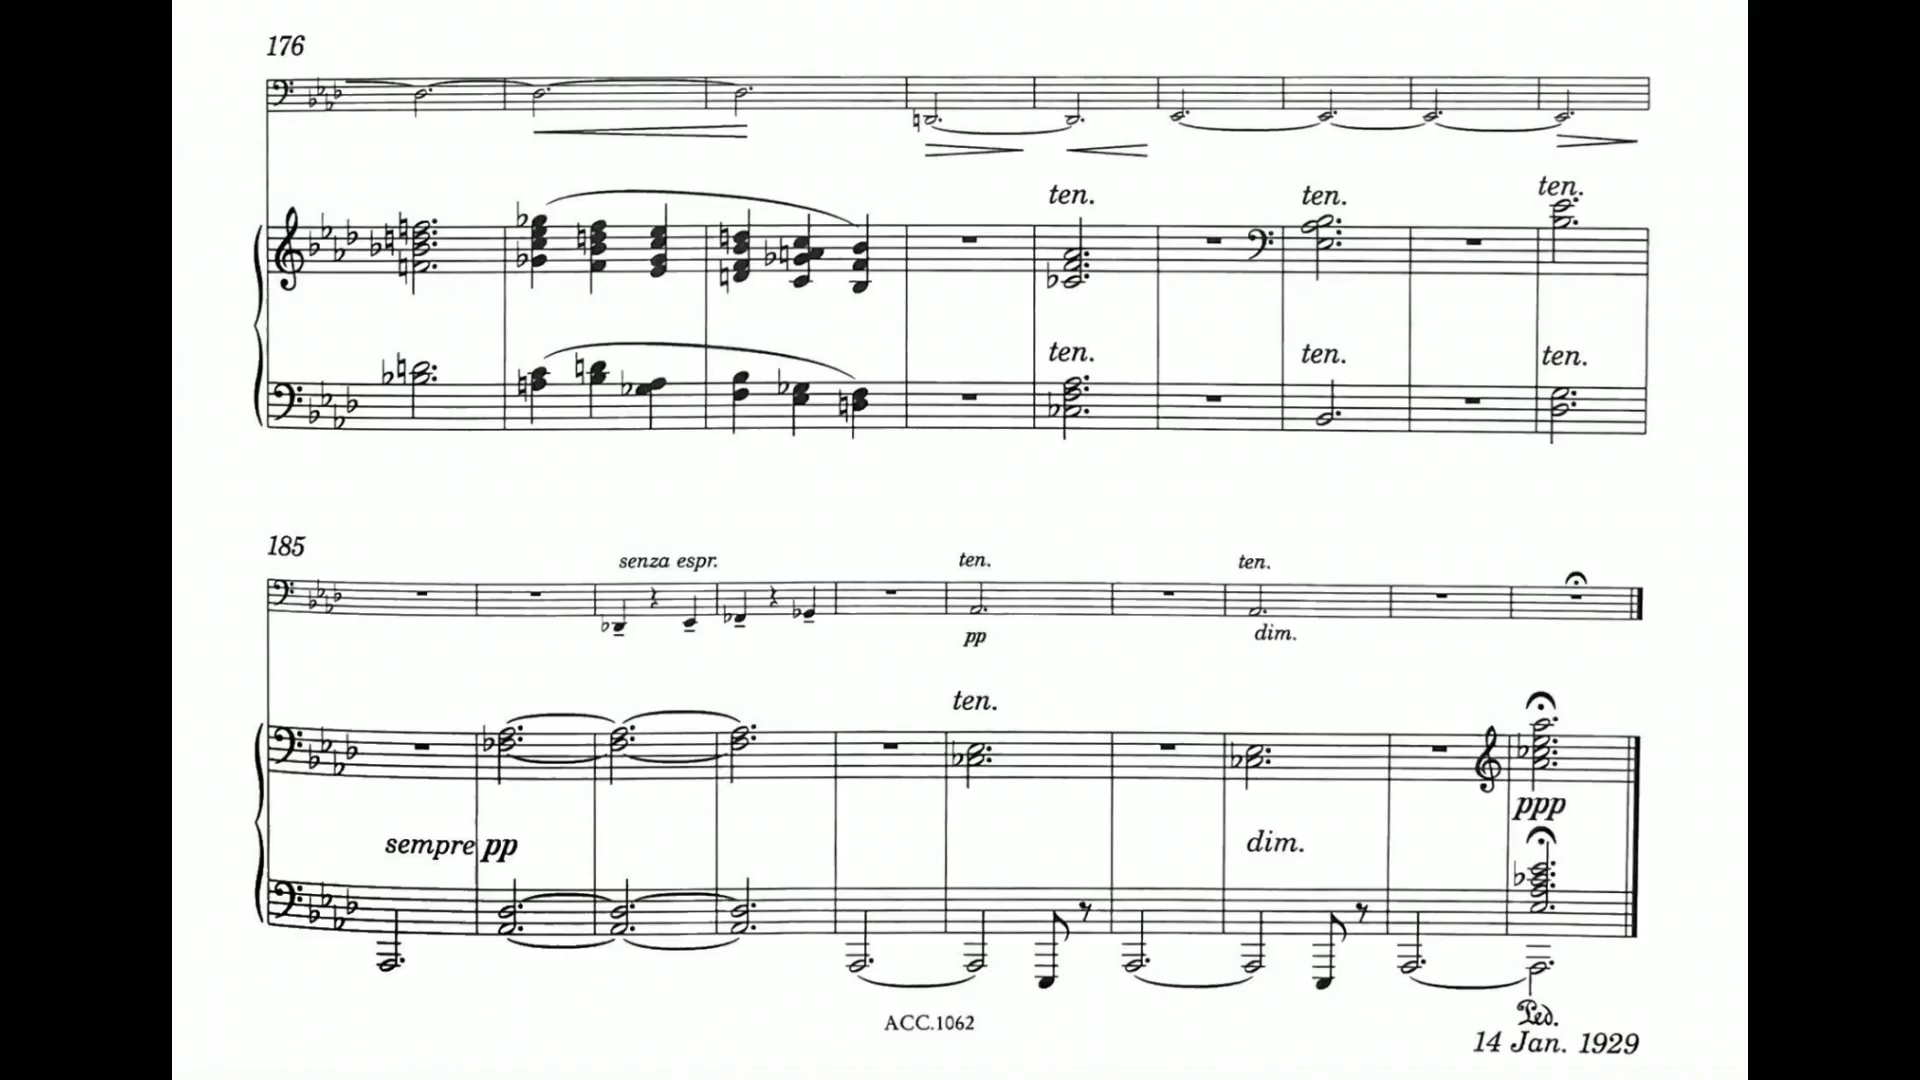 176
ten. ten. ten.
ten. ten. ten.
185
senza espr. ten. ten.
pp dim.
ten.
ppp
sempre pp dim.
Ped.
ACC.1062
14 Jan. 1929